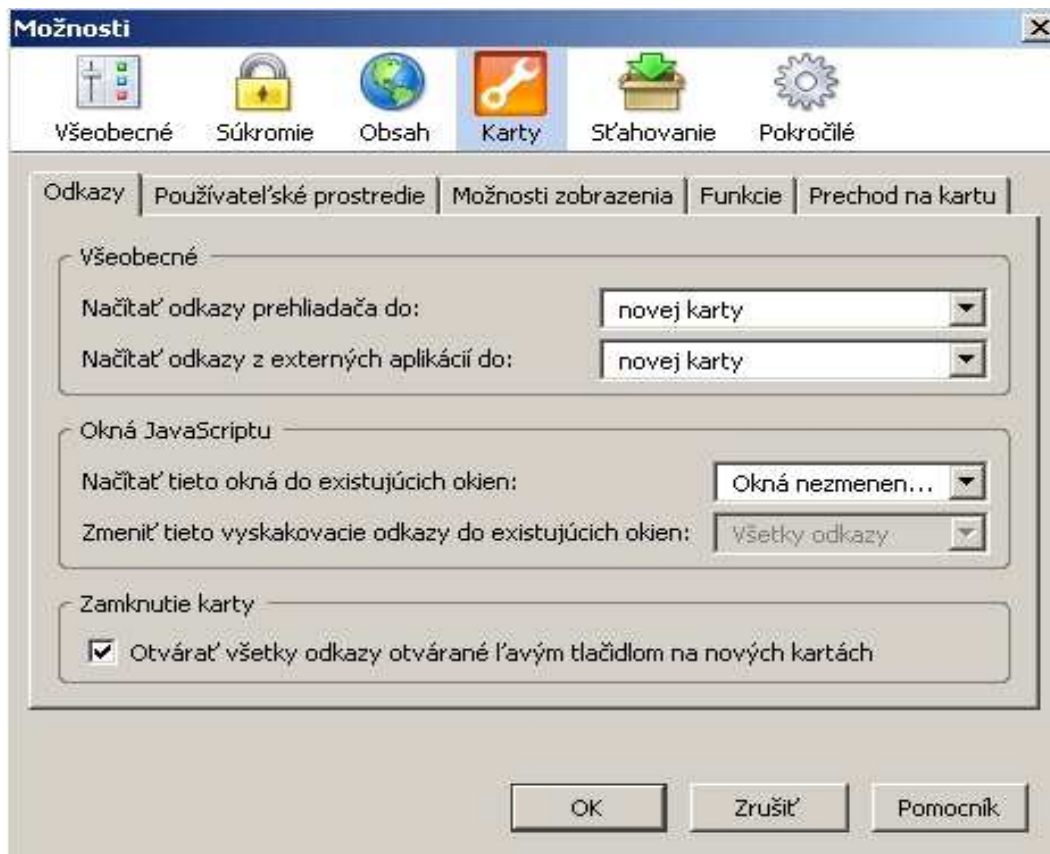 Možnosti
Všeobecné Súkromie Obsah Karty Sťahovanie Pokročilé
Odkazy Používateľské prostredie Možnosti zobrazenia Funkcie Prechod na kartu
Všeobecné
Načítať odkazy prehliadača do: novej karty
Načítať odkazy z externých aplikácií do: novej karty
Okná JavaScriptu
Načítať tieto okná do existujúcich okien: Okná nezmenen...
Zmeniť tieto vyskakovacie odkazy do existujúcich okien: Všetky odkazy
Zamknutie karty
Otvárať všetky odkazy otvárané ľavým tlačidlom na nových kartách
OK Zrušiť Pomocník